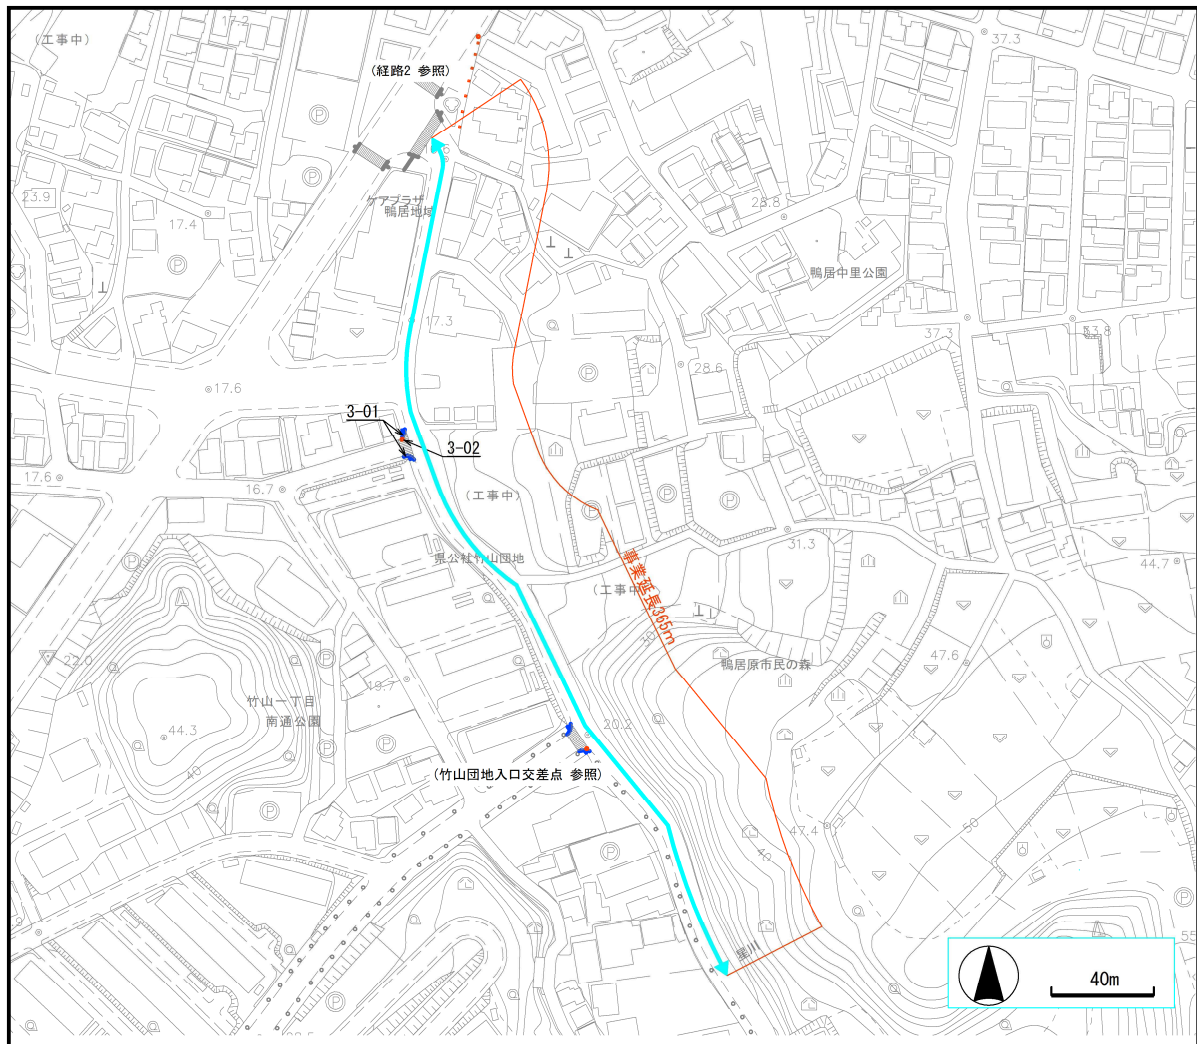 17.2
(工事中)
37.3
(経路2 参照)
23.9
17.4
ケアプラザ
鴨居地域
28.8
鴨居中里公園
17.3
37.3
33.8
17.6
28.6
3-01
3-02
17.6
16.7
(工事中)
31.3
県公社竹山団地
44.7
(工事中)
事業延長365m
30
22.0
19.7
鴨居原市民の森
47.6
竹山一丁目
南通公園
44.3
20.2
40
(竹山団地入口交差点 参照)
47.4
50
40
55
40m